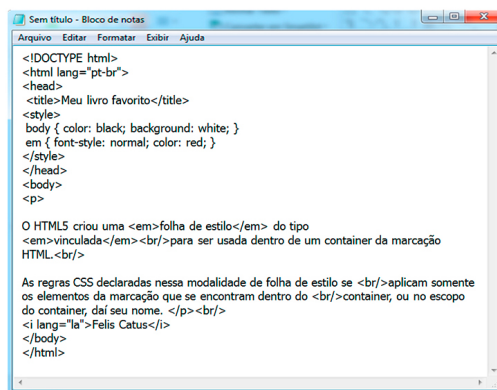 Sem título - Bloco de notas
Arquivo Editar Formatar Exibir Ajuda
<!DOCTYPE html>
<html lang="pt-br">
<head>
<title>Meu livro favorito</title>
<style>
body { color: black; background: white; }
em { font-style: normal; color: red; }
</style>
</head>
<body>
<p>
O HTML5 criou uma <em>folha de estilo</em> do tipo
<em>vinculada</em><br/>para ser usada dentro de um container da marcação
HTML.<br/>
As regras CSS declaradas nessa modalidade de folha de estilo se <br/>aplicam somente
os elementos da marcação que se encontram dentro do <br/>container, ou no escopo
do container, daí seu nome. </p><br/>
<i lang="la">Felis Catus</i>
</body>
</html>